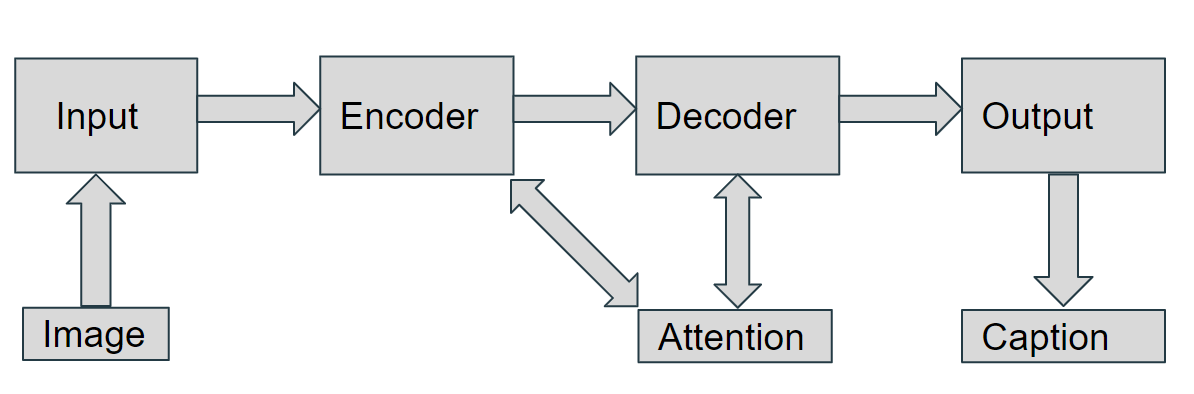 Input
Encoder
Decoder
Output
Image
Attention
Caption